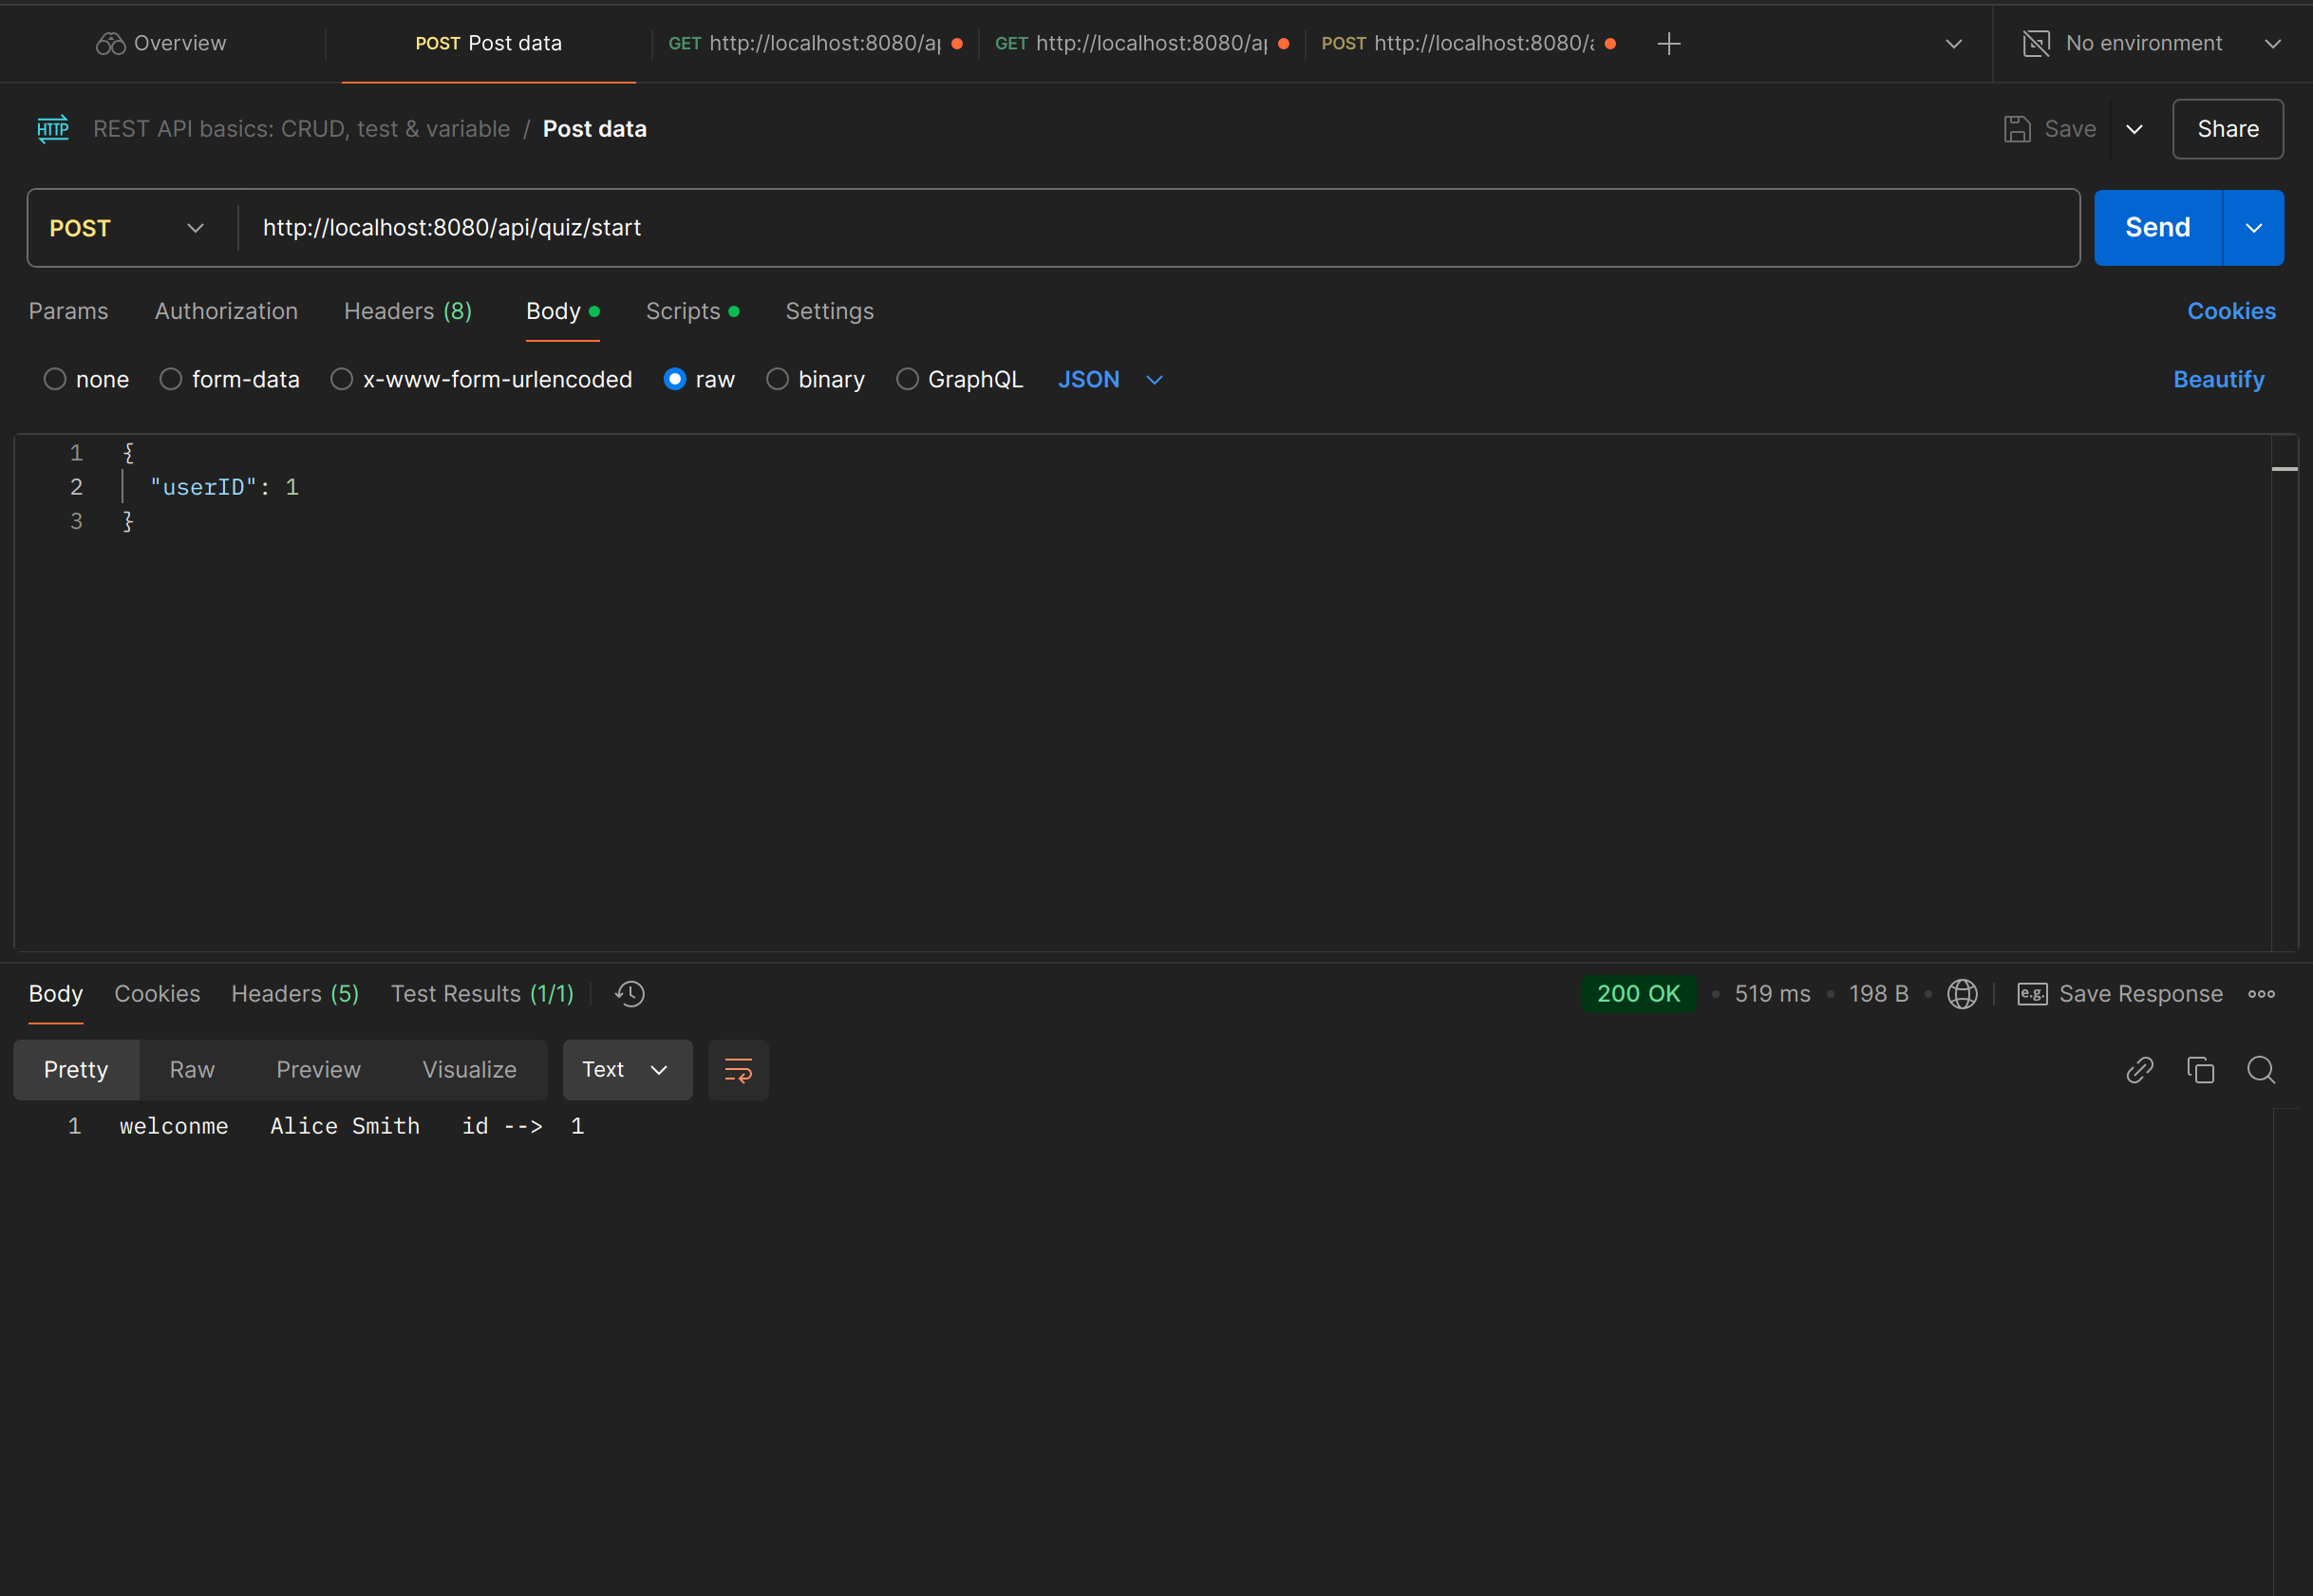 Overview
POST Post data
GET http://localhost:8080/ap
GET http://localhost:8080/ap
POST http://localhost:8080/a
No environment
HTTP REST API basics: CRUD, test & variable / Post data
Save
Share
POST http://localhost:8080/api/quiz/start
Send
Params Authorization Headers (8) Body Scripts Settings Cookies
none form-data x-www-form-urlencoded raw binary GraphQL JSON Beautify
1 {
2 "userID": 1
3 }
Body Cookies Headers (5) Test Results (1/1) 200 OK • 519 ms • 198 B • e.g. Save Response
Pretty Raw Preview Visualize Text
1 welconme Alice Smith id --> 1